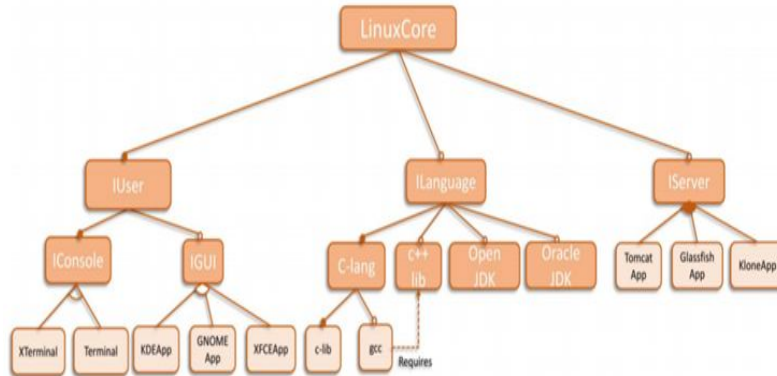 LinuxCore
IUser
ILanguage
IServer
IConsole
IGUI
C-lang
c++
lib
Open
JDK
Oracle
JDK
Tomcat
App
Glassfish
App
KloneApp
XTerminal
Terminal
KDEApp
GNOME
App
XFCEApp
c-lib
gcc
Requires